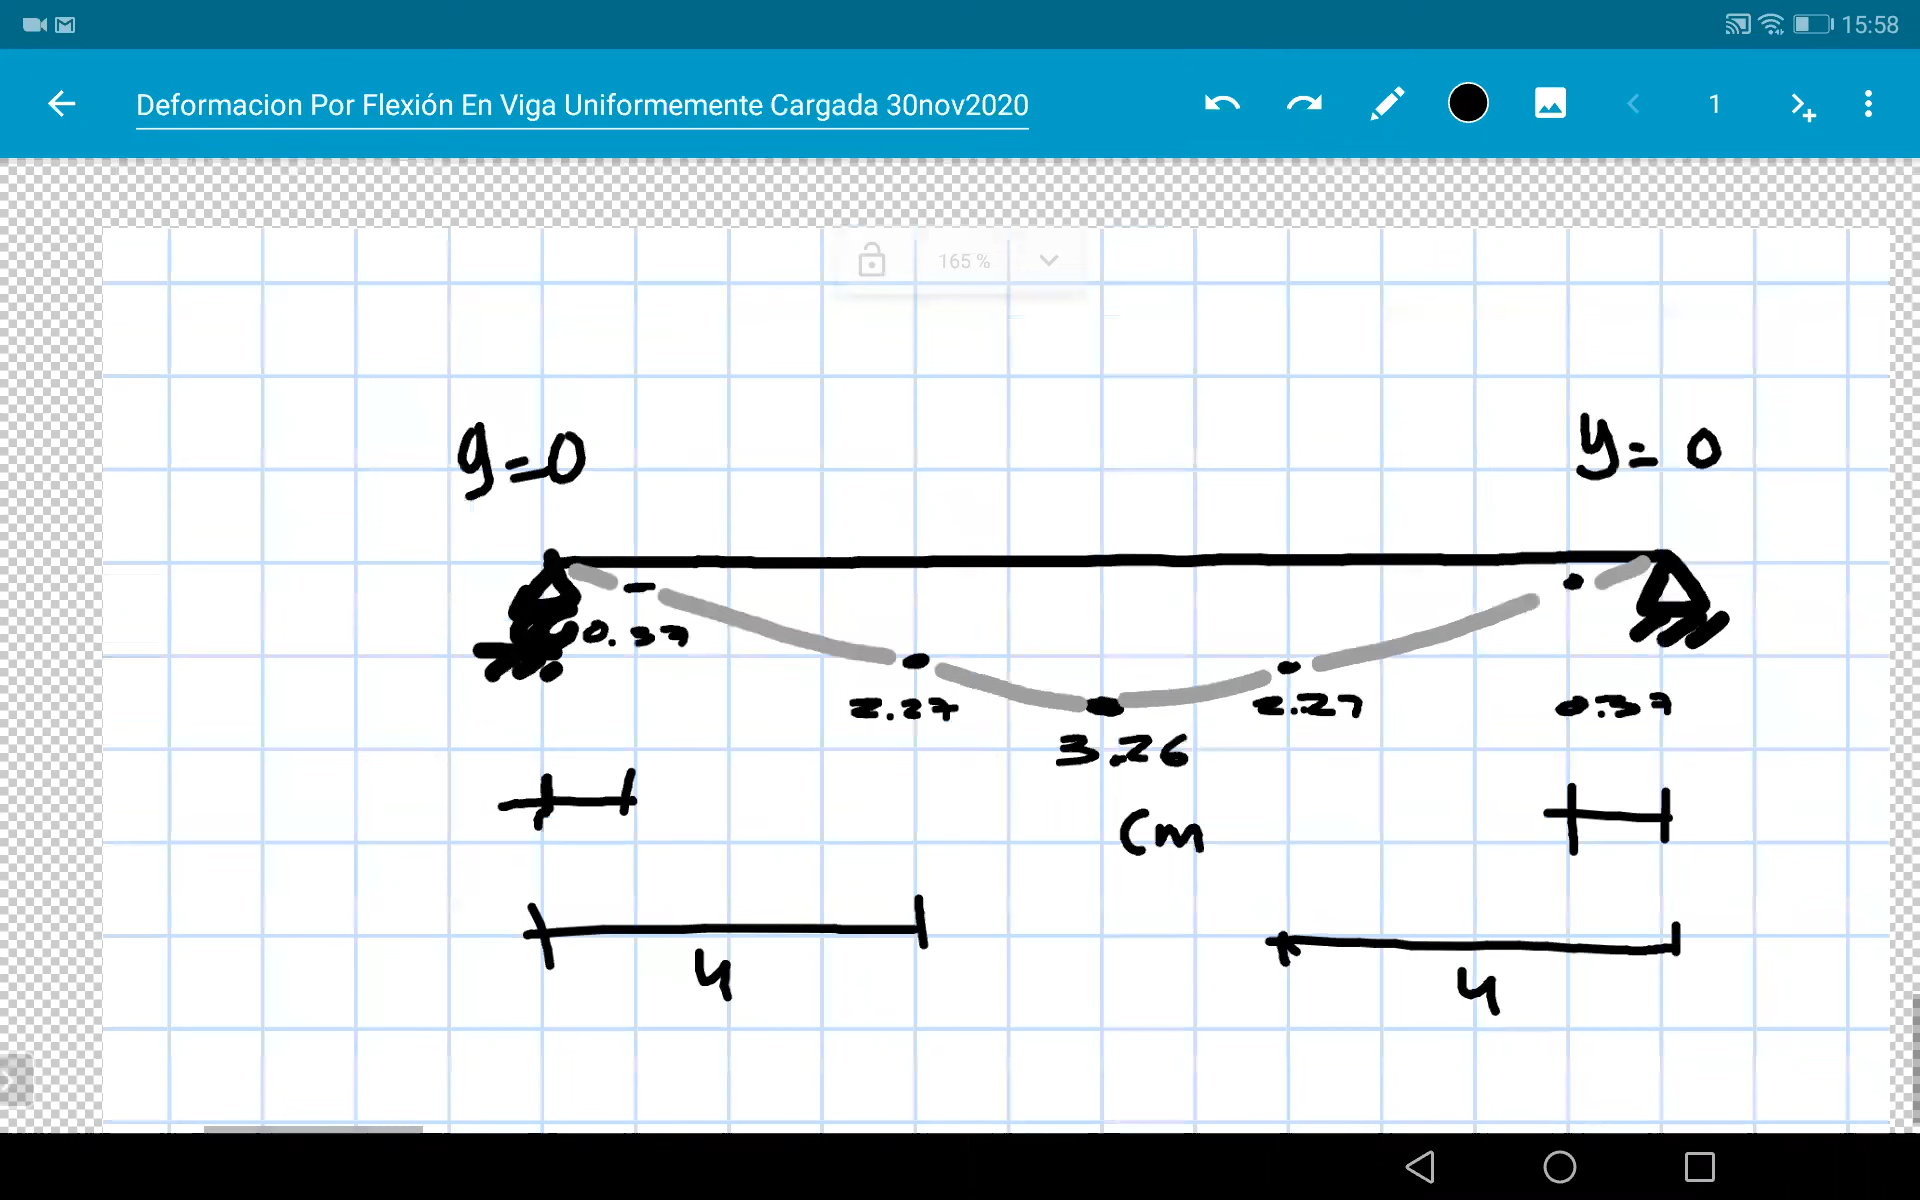 15:58
Deformacion Por Flexión En Viga Uniformemente Cargada 30nov2020
1
165 %
y=0 y=0
0.37
2.27 3.26 2.27 0.37
cm
4 4